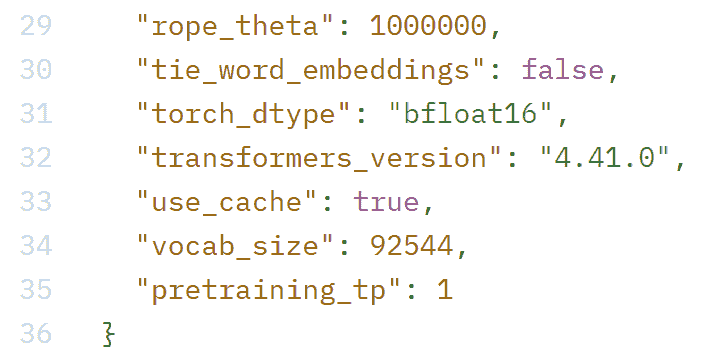 29 "rope_theta": 1000000,
30 "tie_word_embeddings": false,
31 "torch_dtype": "bfloat16",
32 "transformers_version": "4.41.0",
33 "use_cache": true,
34 "vocab_size": 92544,
35 "pretraining_tp": 1
36 }